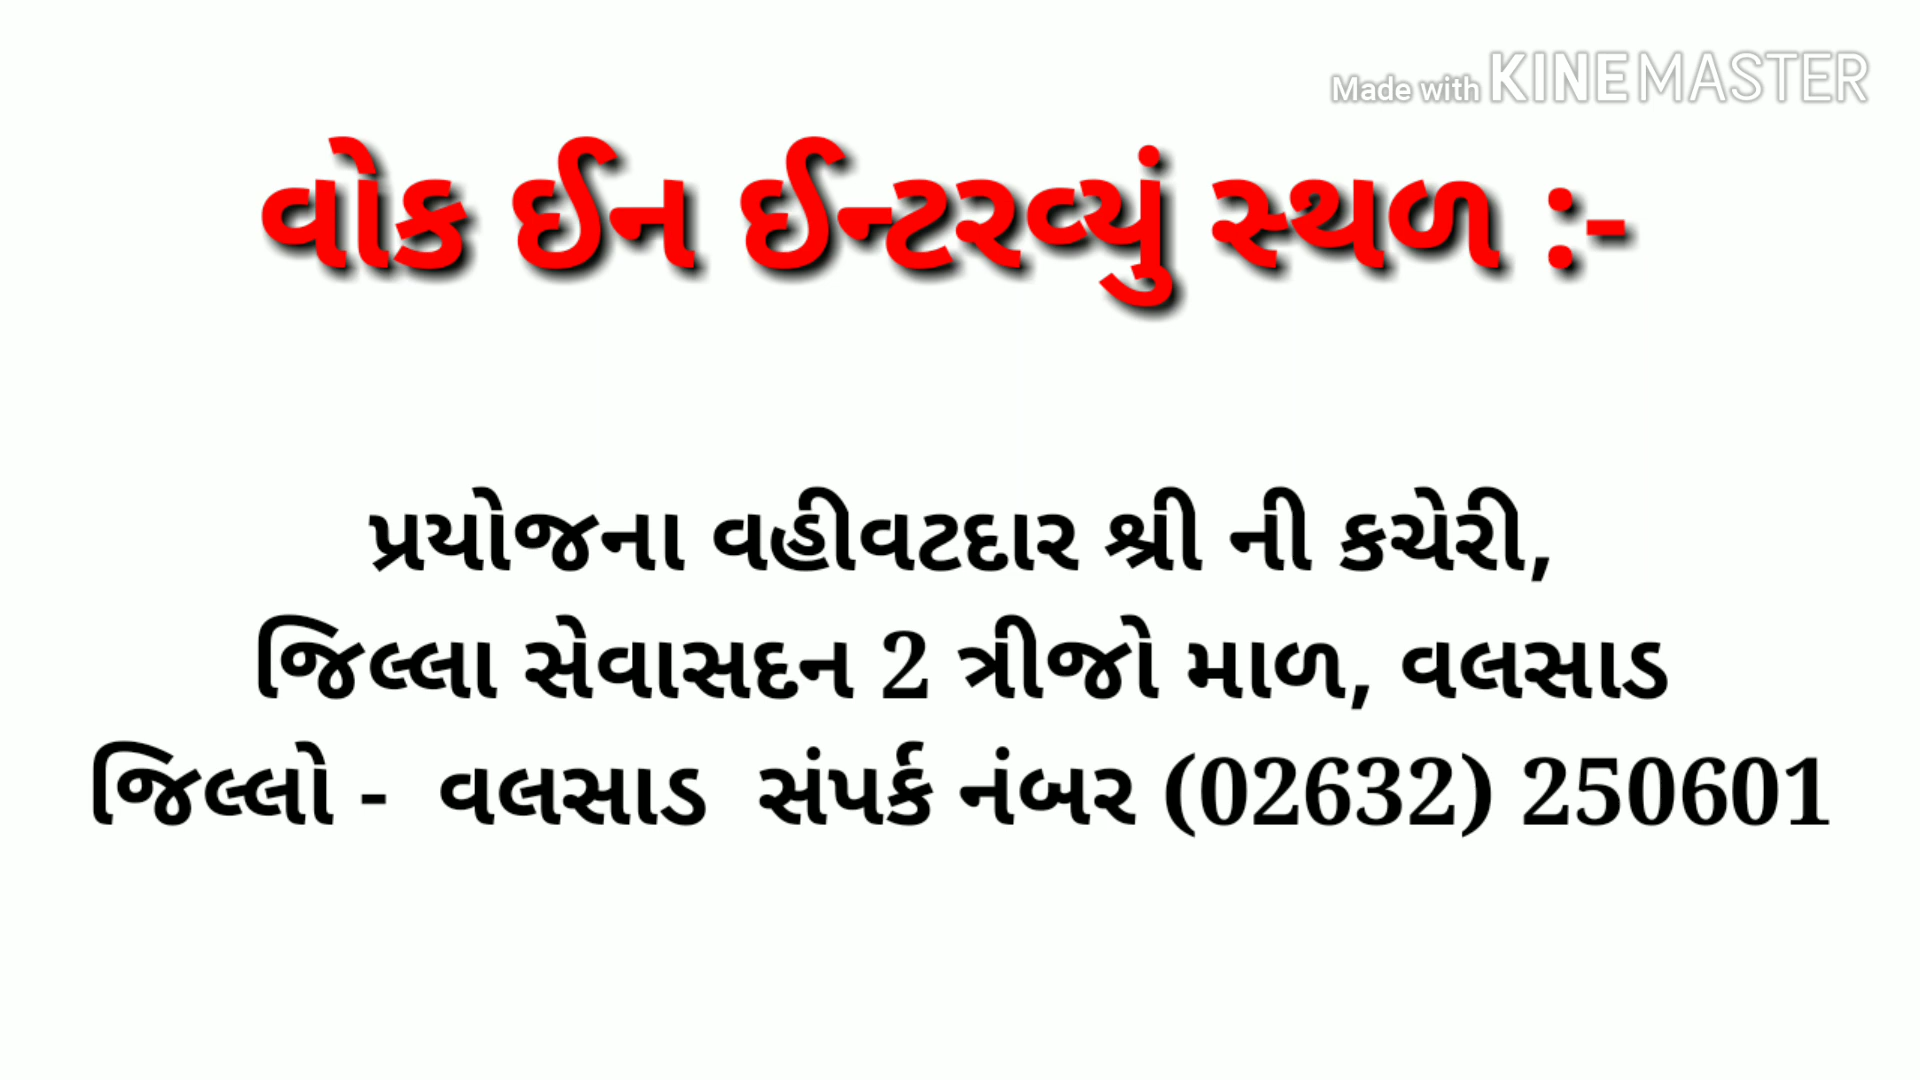 Made with KINEMASTER
વોક ઈન ઈન્ટરવ્યું સ્થળ :-
પ્રયોજના વહીવટદાર શ્રી ની કચેરી,
જિલ્લા સેવાસદન 2 ત્રીજો માળ, વલસાડ
જિલ્લો - વલસાડ સંપર્ક નંબર (02632) 250601